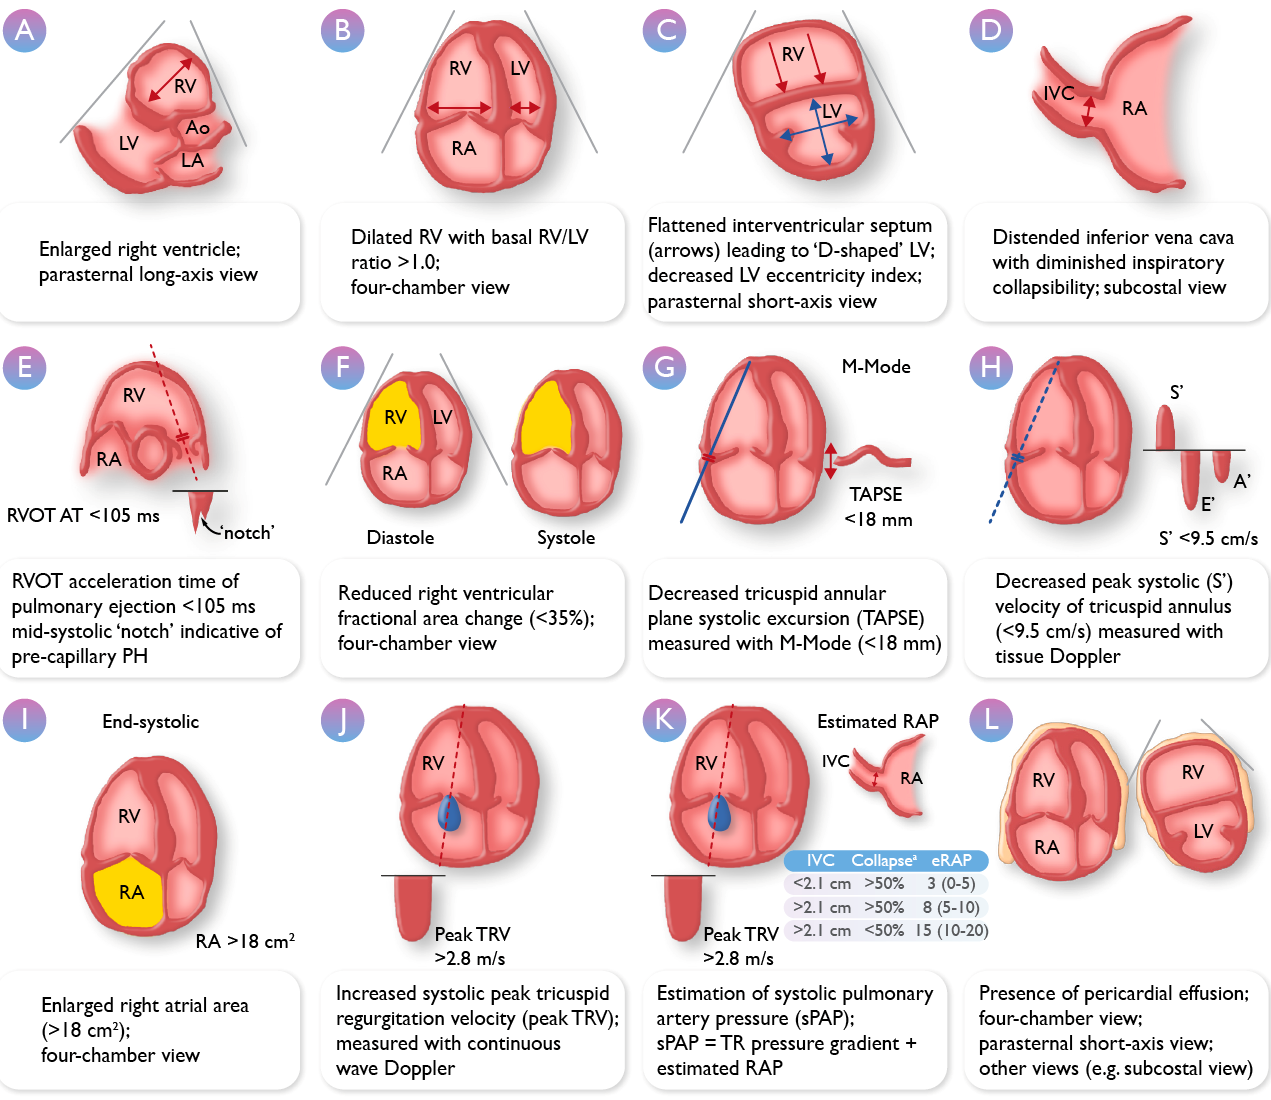 A
RV
Ao
LV
LA
Enlarged right ventricle;
parasternal long-axis view
B
RV
LV
RA
Dilated RV with basal RV/LV
ratio >1.0;
four-chamber view
C
RV
LV
Flattened interventricular septum
(arrows) leading to ‘D-shaped’ LV;
decreased LV eccentricity index;
parasternal short-axis view
D
IVC
RA
Distended inferior vena cava
with diminished inspiratory
collapsibility; subcostal view
E
RV
RA
RVOT AT <105 ms
‘notch’
RVOT acceleration time of
pulmonary ejection <105 ms
mid-systolic ‘notch’ indicative of
pre-capillary PH
F
RV
LV
RA
Diastole
Systole
Reduced right ventricular
fractional area change (<35%);
four-chamber view
G
M-Mode
TAPSE
<18 mm
Decreased tricuspid annular
plane systolic excursion (TAPSE)
measured with M-Mode (<18 mm)
H
S’
A’
E’
S’ <9.5 cm/s
Decreased peak systolic (S’)
velocity of tricuspid annulus
(<9.5 cm/s) measured with
tissue Doppler
I
End-systolic
RV
RA
RA >18 cm²
Enlarged right atrial area
(>18 cm²);
four-chamber view
J
RV
Peak TRV
>2.8 m/s
Increased systolic peak tricuspid
regurgitation velocity (peak TRV);
measured with continuous
wave Doppler
K
RV
Estimated RAP
IVC
RA
IVC Collapseª eRAP
<2.1 cm >50% 3 (0-5)
>2.1 cm >50% 8 (5-10)
>2.1 cm <50% 15 (10-20)
Peak TRV
>2.8 m/s
Estimation of systolic pulmonary
artery pressure (sPAP);
sPAP = TR pressure gradient +
estimated RAP
L
RV
RA
RV
LV
Presence of pericardial effusion;
four-chamber view;
parasternal short-axis view;
other views (e.g. subcostal view)